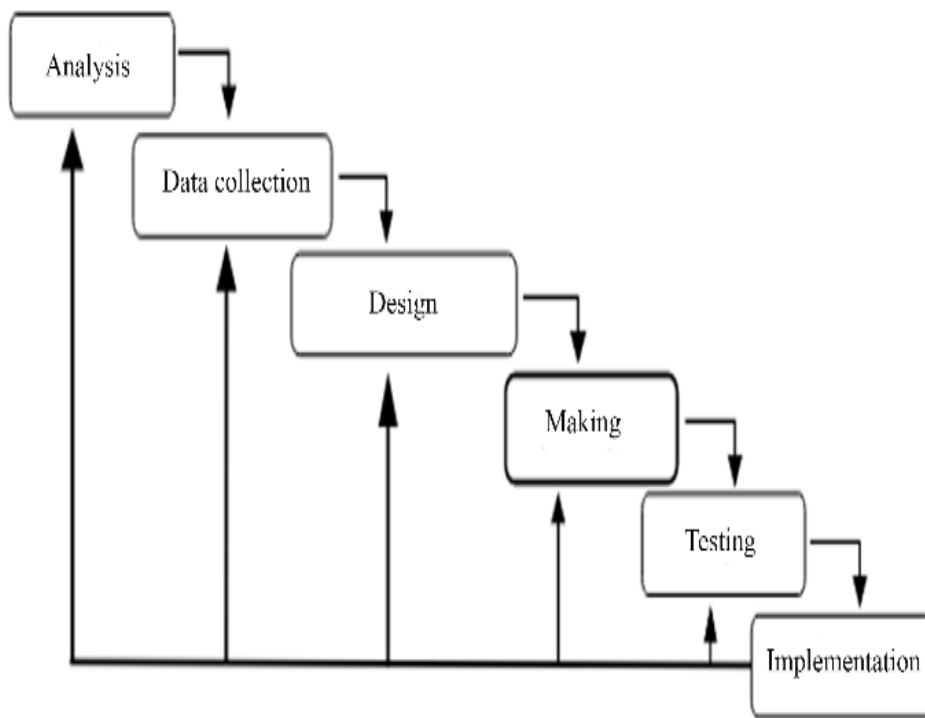 Analysis
Data collection
Design
Making
Testing
Implementation